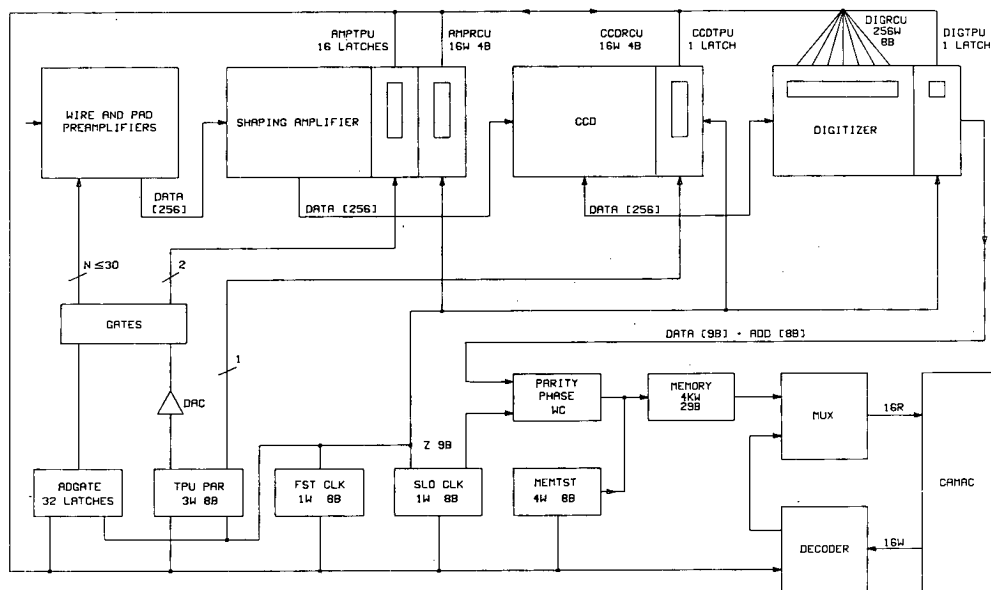 AMPTPU
16 LATCHES
AMPRCU
16W 4B
CCDRCU
16W 4B
CCDTPU
1 LATCH
DIGRCU
256W
8B
DIGTPU
1 LATCH
WIRE AND PAD
PREAMPLIFIERS
SHAPING AMPLIFIER
CCD
DIGITIZER
DATA
[256]
DATA [256]
DATA [256]
N ≤30
2
GATES
1
DAC
DATA [9B] - ADD [8B]
PARITY
PHASE
WC
MEMORY
4KW
29B
MUX
16R
CAMAC
Z 9B
ADGATE
32 LATCHES
TPU PAR
3W 8B
FST CLK
1W 8B
SLO CLK
1W 8B
MEMTST
4W 8B
DECODER
16W